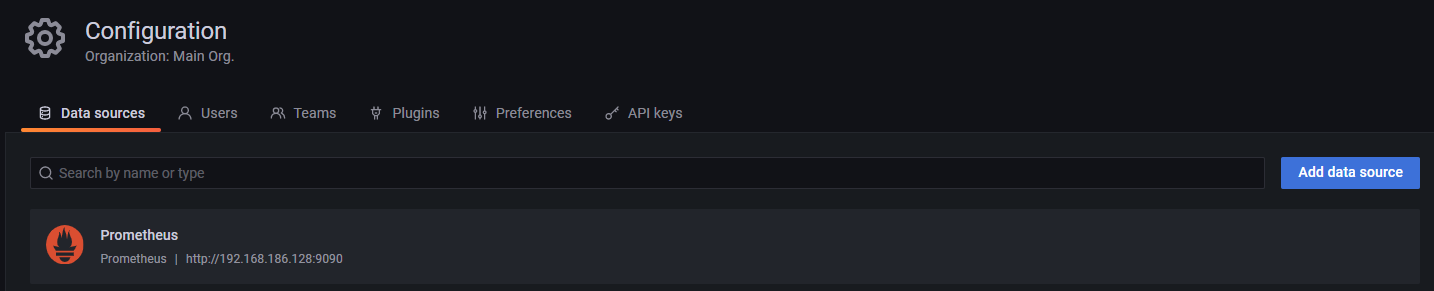 Configuration
Organization: Main Org.
Data sources Users Teams Plugins Preferences API keys
Search by name or type Add data source
Prometheus
Prometheus | http://192.168.186.128:9090